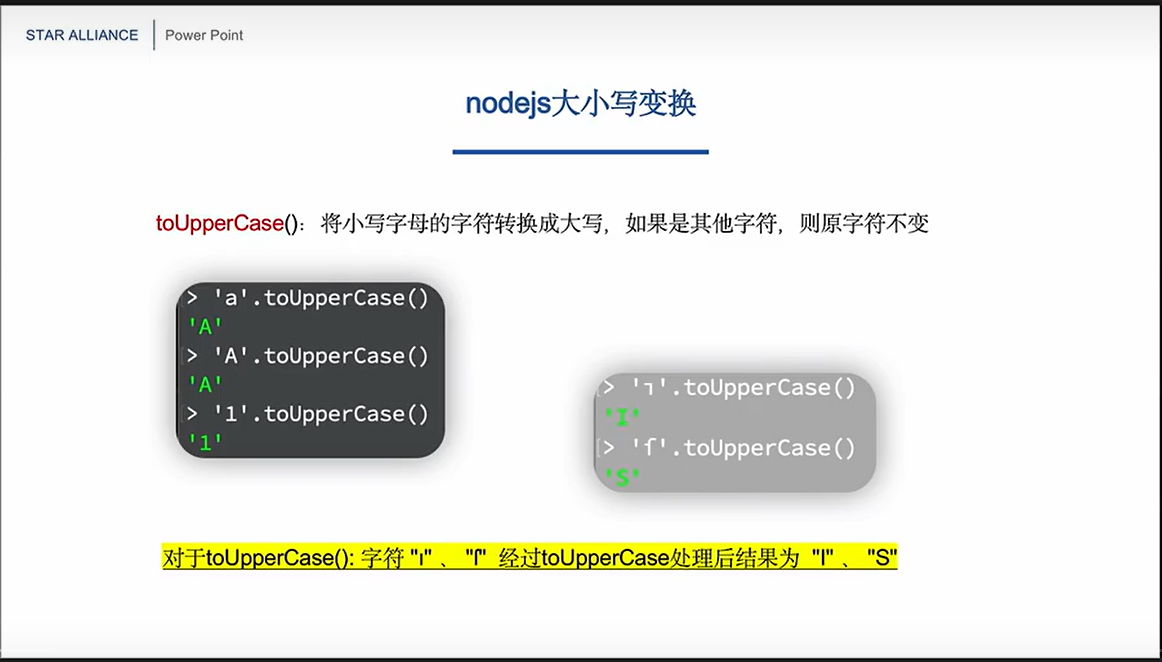 STAR ALLIANCE Power Point
nodejs大小写变换
toUpperCase(): 将小写字母的字符转换成大写,如果是其他字符,则原字符不变
> 'a'.toUpperCase()
'A'
> 'A'.toUpperCase()
'A'
> '1'.toUpperCase()
'1'
> 'ı'.toUpperCase()
'I'
> 'ſ'.toUpperCase()
'S'
对于toUpperCase(): 字符 "ı" 、 "ſ" 经过toUpperCase处理后结果为 "I" 、 "S"